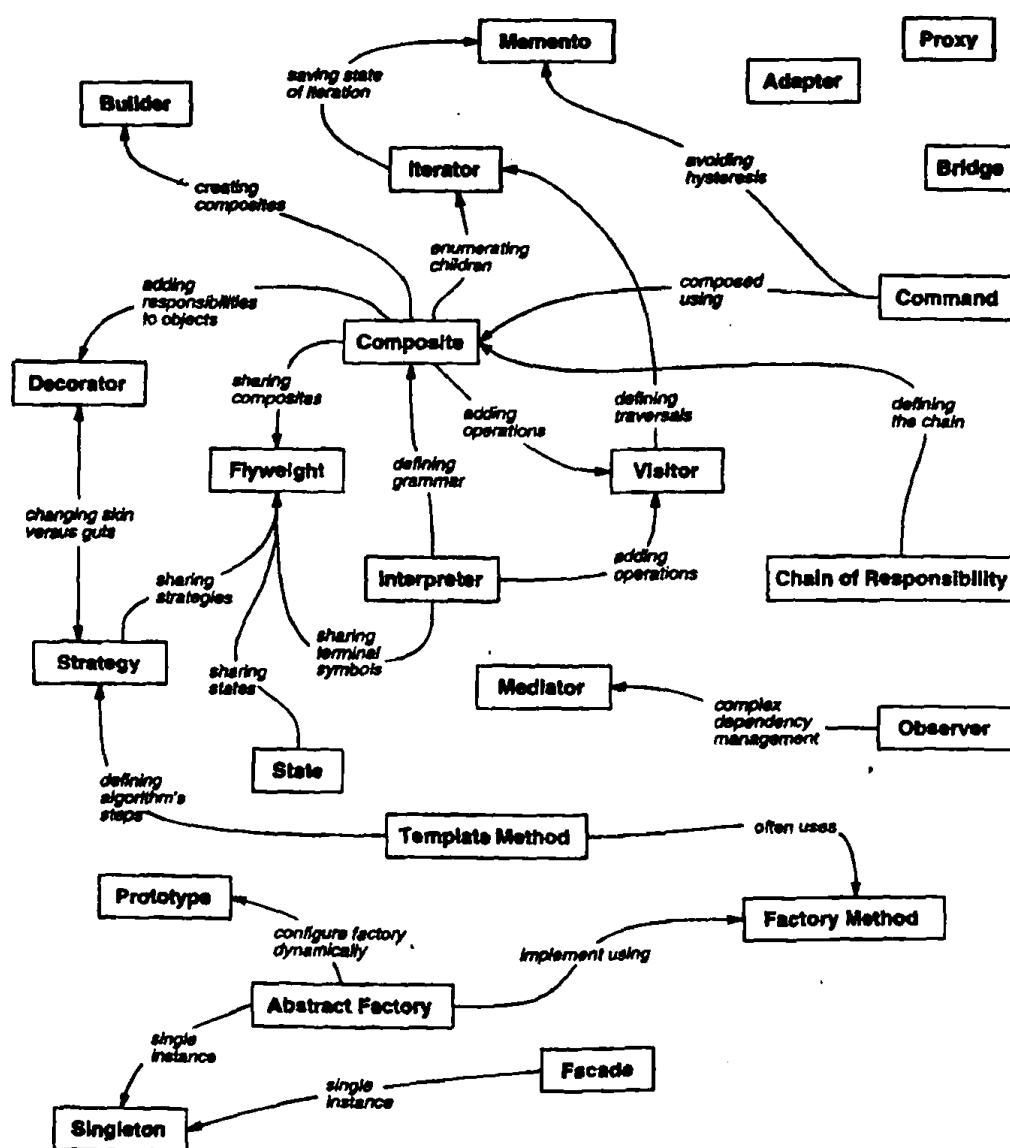 Memento
Proxy
Adapter
saving state
of iteration
Builder
Iterator
avoiding
hysteresis
Bridge
creating
composites
enumerating
children
adding
responsibilities
to objects
composed
using
Command
Composite
Decorator
sharing
composites
adding
operations
defining
traversals
defining
the chain
defining
grammar
Flyweight
Visitor
changing skin
versus guts
sharing
strategies
Interpreter
adding
operations
Chain of Responsibility
sharing
terminal
symbols
Strategy
sharing
states
Mediator
complex
dependency
management
Observer
State
defining
algorithm's
steps
Template Method
often uses
Prototype
Factory Method
configure factory
dynamically
implement using
Abstract Factory
single
instance
Facade
single
instance
Singleton